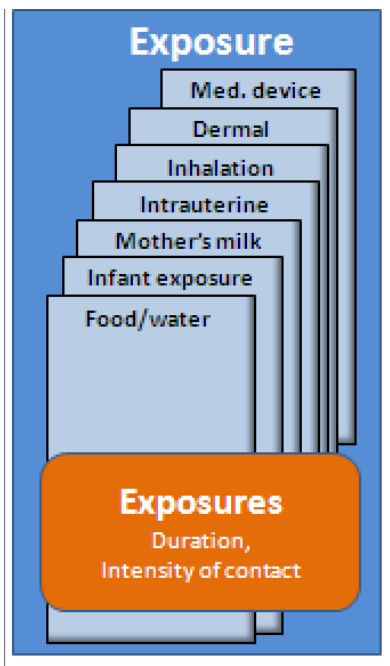 Exposure
Med. device
Dermal
Inhalation
Intrauterine
Mother's milk
Infant exposure
Food/water
Exposures
Duration,
Intensity of contact